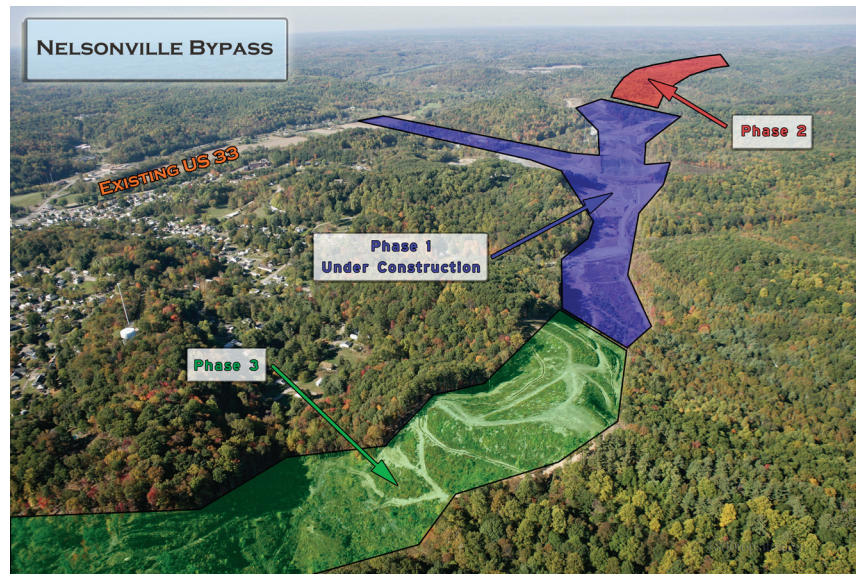 Nelsonville Bypass
Existing US 33
Phase 2
Phase 1
Under Construction
Phase 3